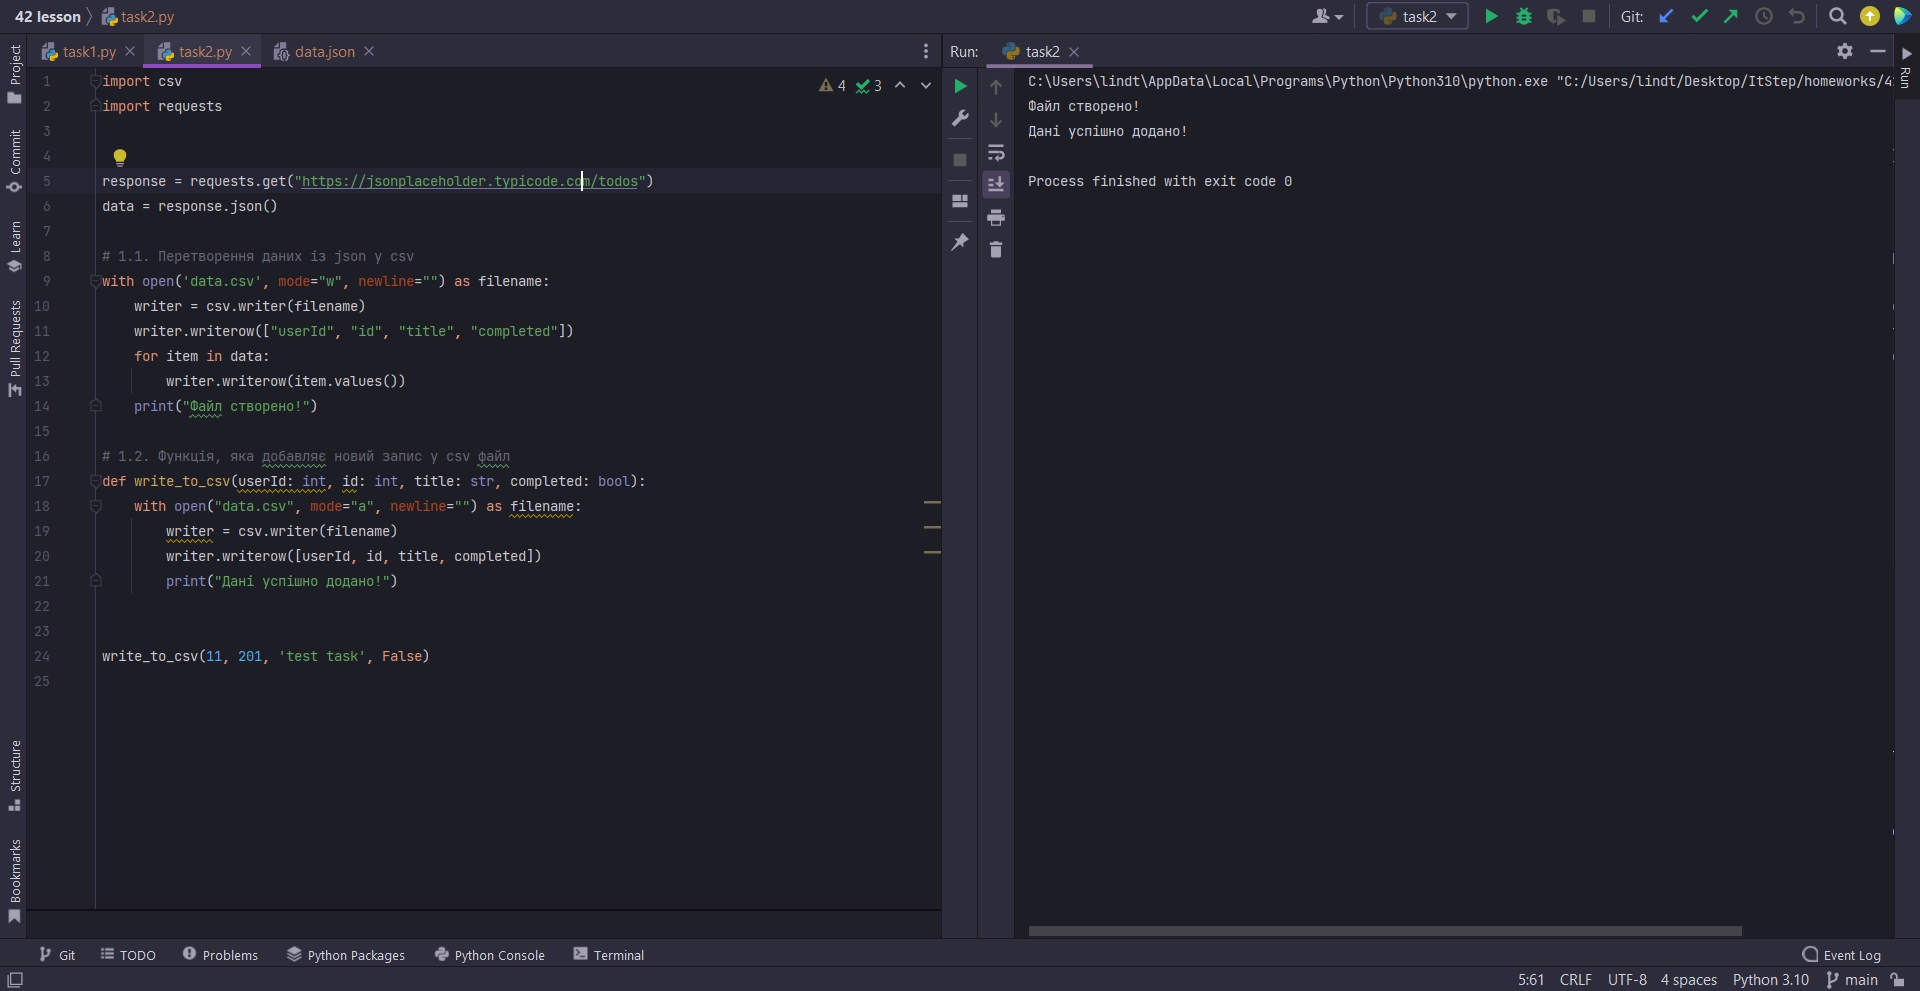 42 lesson task2.py
task2 Git:
task1.py task2.py data.json
Run: task2
4 3
Project
Commit
Learn
Pull Requests
Structure
Bookmarks
Run
1 import csv
2 import requests
3
4
5 response = requests.get("https://jsonplaceholder.typicode.com/todos")
6 data = response.json()
7
8 # 1.1. Перетворення даних із json у csv
9 with open('data.csv', mode="w", newline="") as filename:
10 writer = csv.writer(filename)
11 writer.writerow(["userId", "id", "title", "completed"])
12 for item in data:
13 writer.writerow(item.values())
14 print("Файл створено!")
15
16 # 1.2. Функція, яка добавляє новий запис у csv файл
17 def write_to_csv(userId: int, id: int, title: str, completed: bool):
18 with open("data.csv", mode="a", newline="") as filename:
19 writer = csv.writer(filename)
20 writer.writerow([userId, id, title, completed])
21 print("Дані успішно додано!")
22
23
24 write_to_csv(11, 201, 'test task', False)
25
C:\Users\lindt\AppData\Local\Programs\Python\Python310\python.exe "C:/Users/lindt/Desktop/ItStep/homeworks/4
Файл створено!
Дані успішно додано!
Process finished with exit code 0
Git TODO Problems Python Packages Python Console Terminal Event Log
5:61 CRLF UTF-8 4 spaces Python 3.10 main